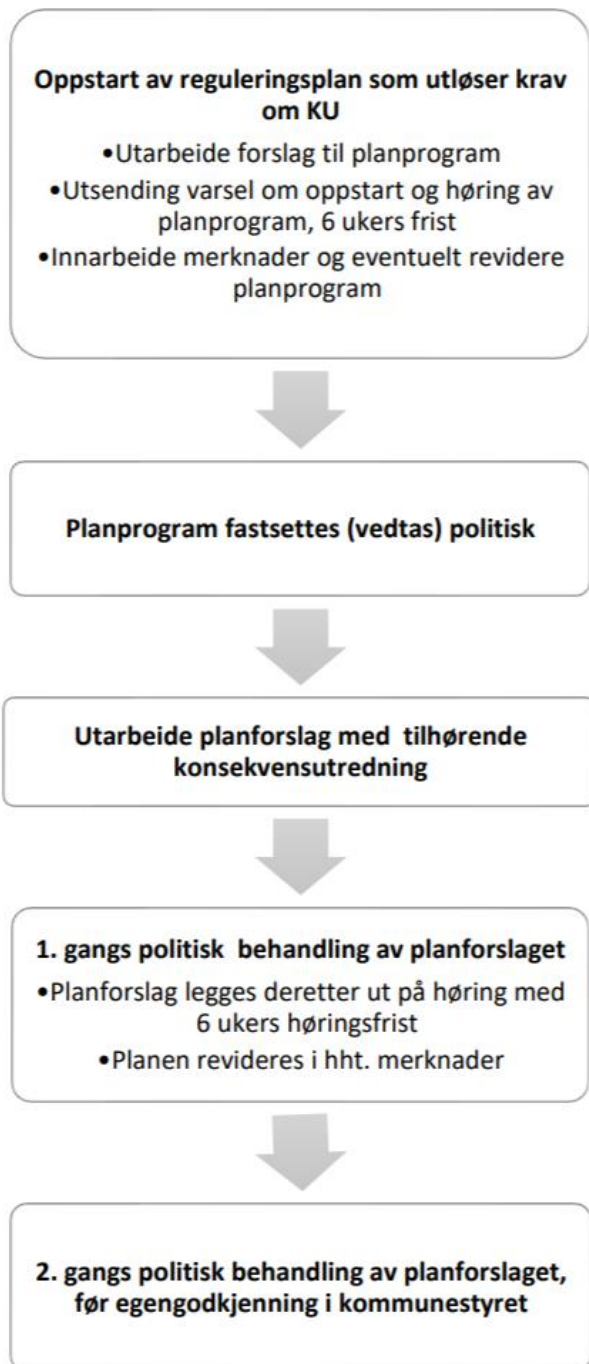 Oppstart av reguleringsplan som utløser krav
om KU
•Utarbeide forslag til planprogram
•Utsending varsel om oppstart og høring av
planprogram, 6 ukers frist
•Innarbeide merknader og eventuelt revidere
planprogram
Planprogram fastsettes (vedtas) politisk
Utarbeide planforslag med tilhørende
konsekvensutredning
1. gangs politisk behandling av planforslaget
•Planforslag legges deretter ut på høring med
6 ukers høringsfrist
•Planen revideres i hht. merknader
2. gangs politisk behandling av planforslaget,
før egengodkjenning i kommunestyret